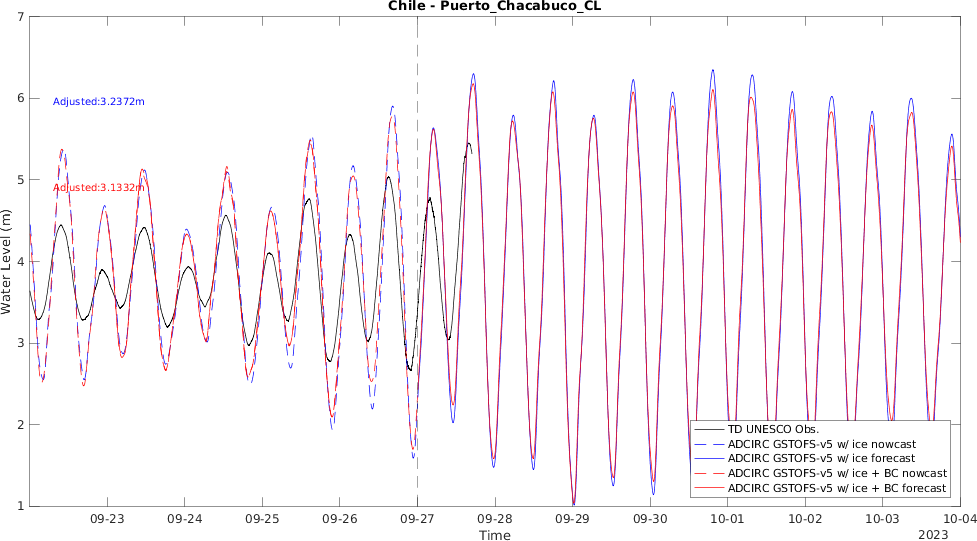 Chile - Puerto_Chacabuco_CL
7
6
5
4
3
2
1
Water Level (m)
Adjusted:3.2372m
Adjusted:3.1332m
TD UNESCO Obs.
ADCIRC GSTOFS-v5 w/ ice nowcast
ADCIRC GSTOFS-v5 w/ ice forecast
ADCIRC GSTOFS-v5 w/ ice + BC nowcast
ADCIRC GSTOFS-v5 w/ ice + BC forecast
09-23 09-24 09-25 09-26 09-27 09-28 09-29 09-30 10-01 10-02 10-03 10-04
Time
2023